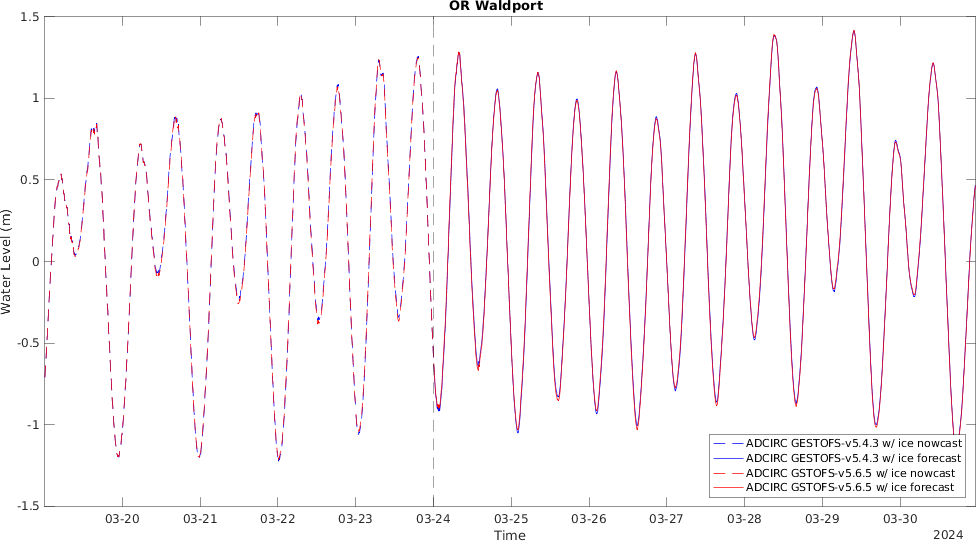 OR Waldport
1.5
1
0.5
0
-0.5
-1
-1.5
Water Level (m)
03-20 03-21 03-22 03-23 03-24 03-25 03-26 03-27 03-28 03-29 03-30
Time
2024
ADCIRC GESTOFS-v5.4.3 w/ ice nowcast
ADCIRC GESTOFS-v5.4.3 w/ ice forecast
ADCIRC GSTOFS-v5.6.5 w/ ice nowcast
ADCIRC GSTOFS-v5.6.5 w/ ice forecast